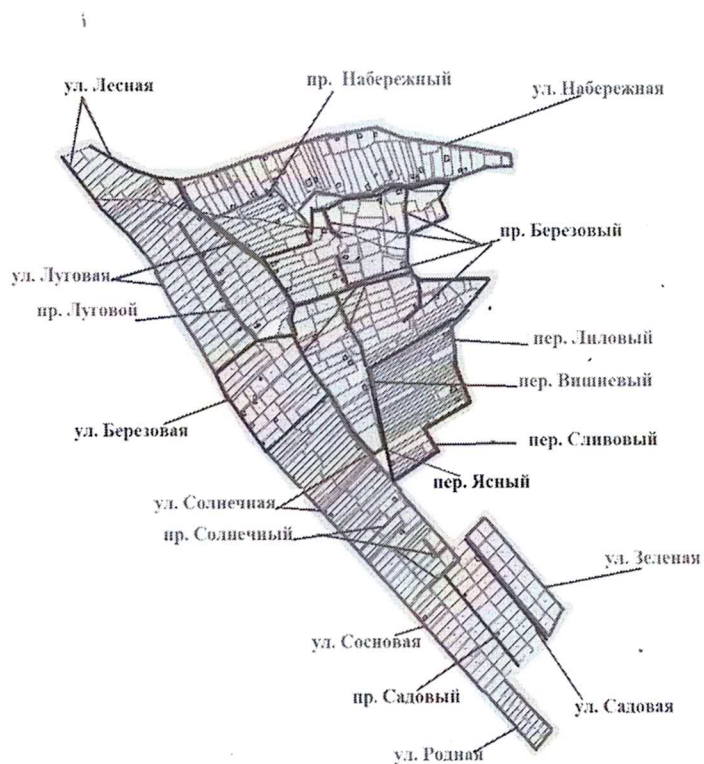 ул. Лесная
пр. Набережный
ул. Набережная
пр. Березовый
ул. Луговая
пр. Луговой
пер. Лиловый
пер. Вишневый
ул. Березовая
пер. Сливовый
пер. Ясный
ул. Солнечная
пр. Солнечный
ул. Зеленая
ул. Сосновая
пр. Садовый
ул. Садовая
ул. Родная